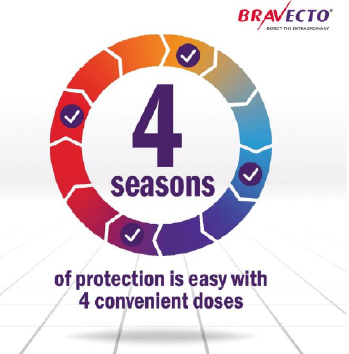 BRAVECTO®
EXPECT THE EXTRAORDINARY
4
seasons
of protection is easy with
4 convenient doses